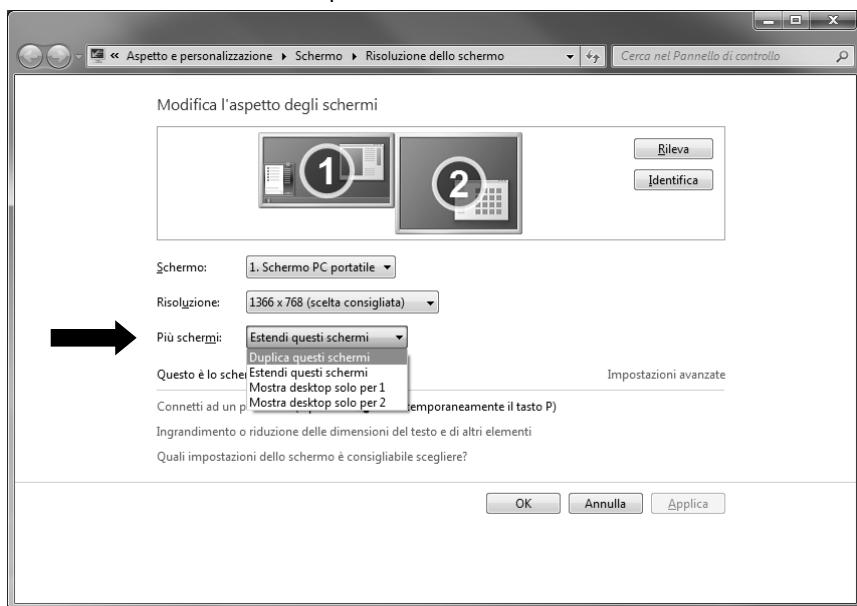 « Aspetto e personalizzazione ▸ Schermo ▸ Risoluzione dello schermo Cerca nel Pannello di controllo
Modifica l'aspetto degli schermi
1 2
Rileva
Identifica
Schermo: 1. Schermo PC portatile
Risoluzione: 1366 x 768 (scelta consigliata)
Più schermi: Estendi questi schermi
Duplica questi schermi
Estendi questi schermi
Mostra desktop solo per 1
Mostra desktop solo per 2
Questo è lo Impostazioni avanzate
Connetti ad un il tasto P)
Ingrandimento o riduzione delle dimensioni del testo e di altri elementi
Quali impostazioni dello schermo è consigliabile scegliere?
OK Annulla Applica